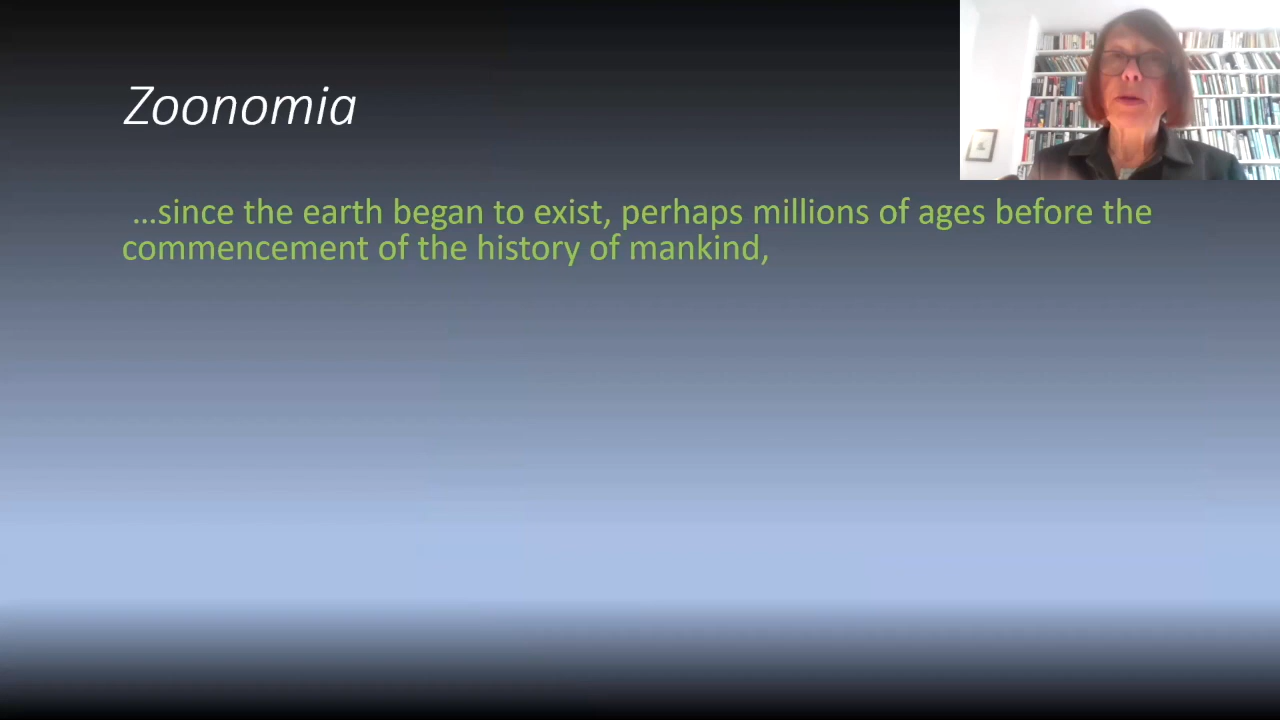 Zoonomia
...since the earth began to exist, perhaps millions of ages before the
commencement of the history of mankind,